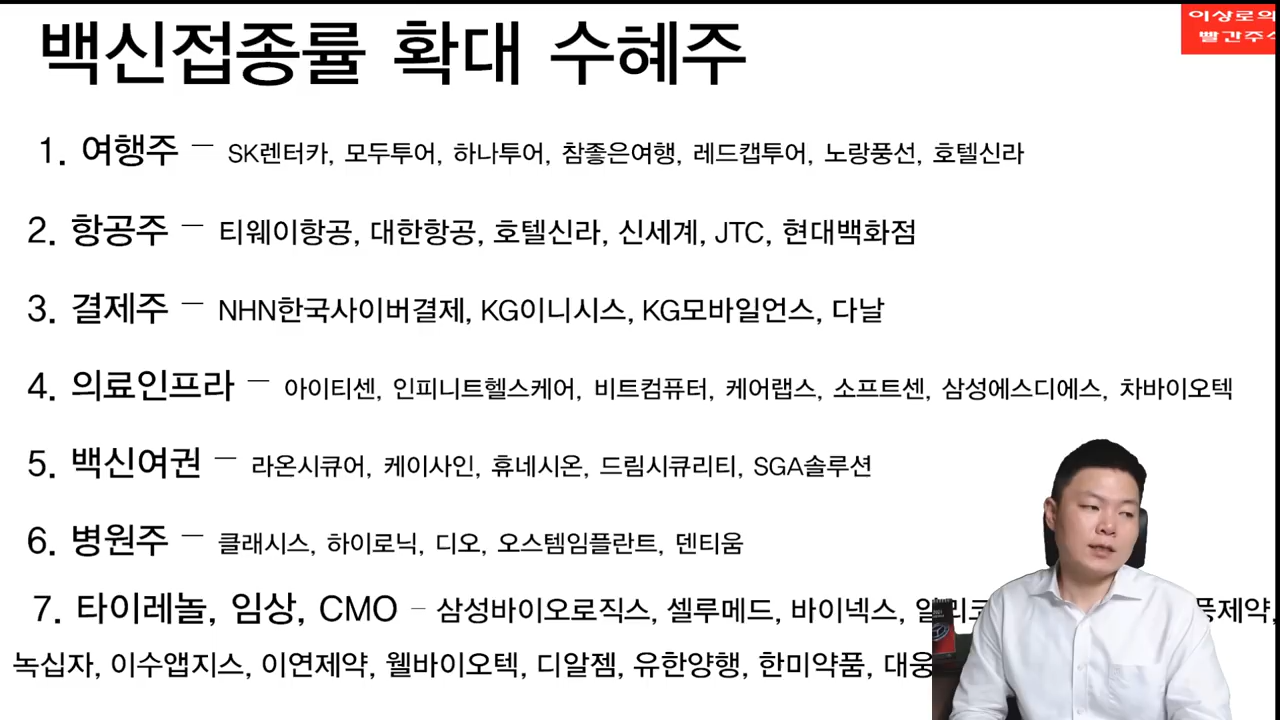 백신접종률 확대 수혜주
이상로의
빨간주식
1. 여행주 - SK렌터카, 모두투어, 하나투어, 참좋은여행, 레드캡투어, 노랑풍선, 호텔신라
2. 항공주 - 티웨이항공, 대한항공, 호텔신라, 신세계, JTC, 현대백화점
3. 결제주 - NHN한국사이버결제, KG이니시스, KG모바일언스, 다날
4. 의료인프라 - 아이티센, 인피니트헬스케어, 비트컴퓨터, 케어랩스, 소프트센, 삼성에스디에스, 차바이오텍
5. 백신여권 - 라온시큐어, 케이사인, 휴네시온, 드림시큐리티, SGA솔루션
6. 병원주 - 클래시스, 하이로닉, 디오, 오스템임플란트, 덴티움
7. 타이레놀, 임상, CMO - 삼성바이오로직스, 셀루메드, 바이넥스,
녹십자, 이수앱지스, 이연제약, 웰바이오텍, 디알젬, 유한양행, 한미약품, 대웅